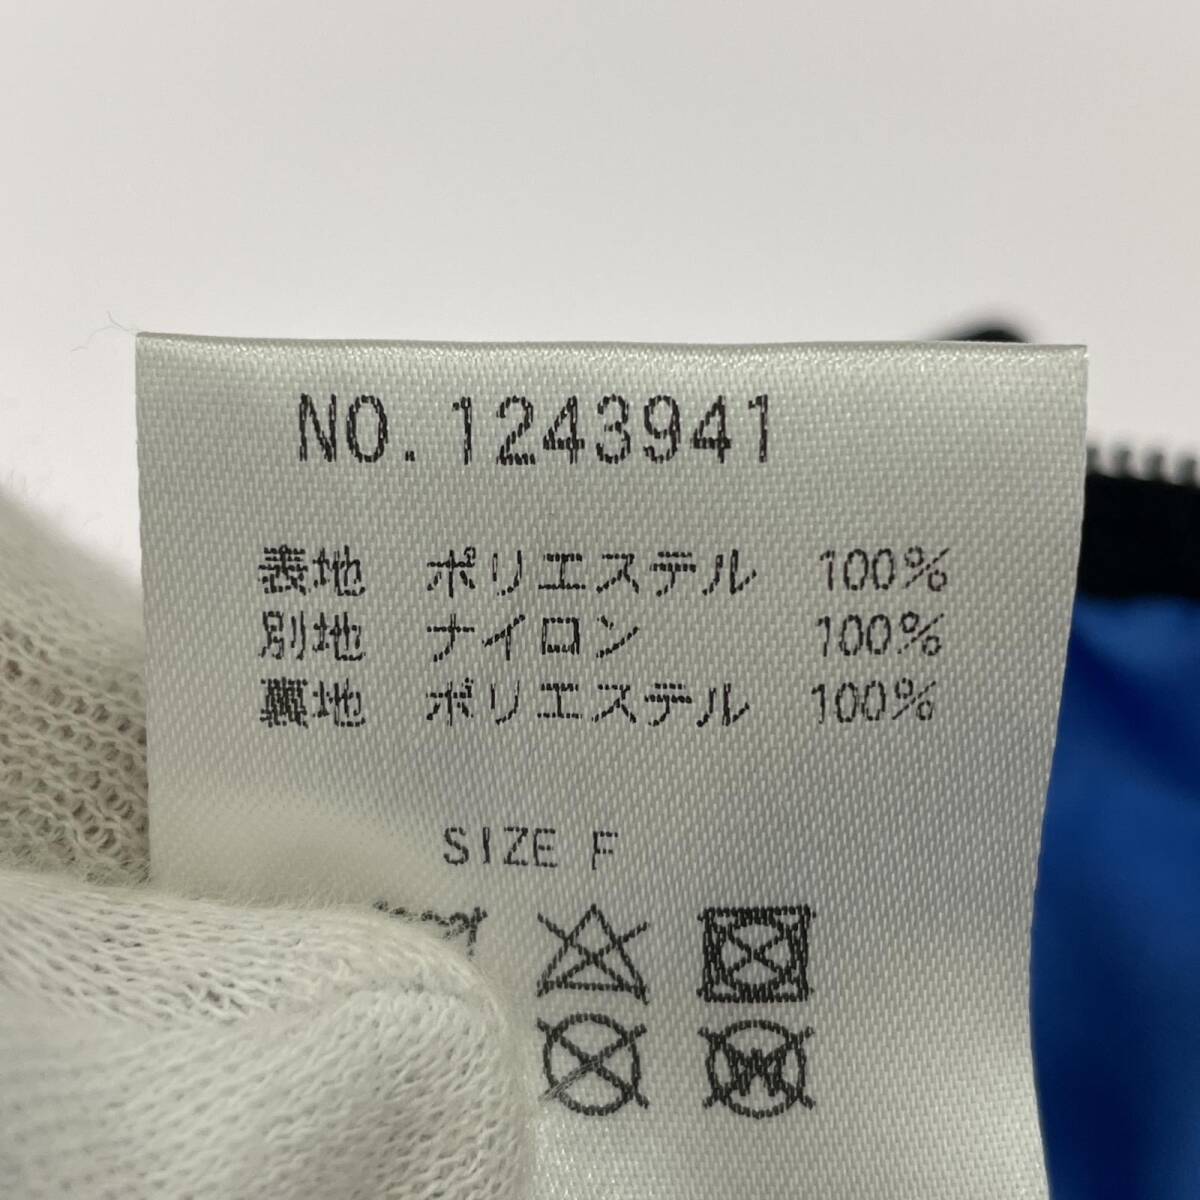 NO.1243941
表地 ポリエステル 100%
別地 ナイロン 100%
裏地 ポリエステル 100%
SIZE F